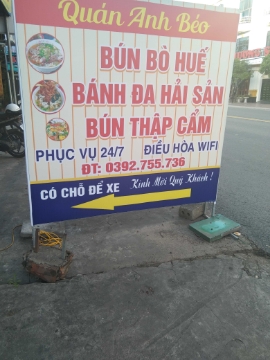 Quán Anh Béo
BÚN BÒ HUẾ
BÁNH ĐA HẢI SẢN
BÚN THẬP CẨM
PHỤC VỤ 24/7 ĐIỀU HÒA WIFI
ĐT: 0392.755.736
CÓ CHỖ ĐỂ XE Kính Mời Quý Khách!